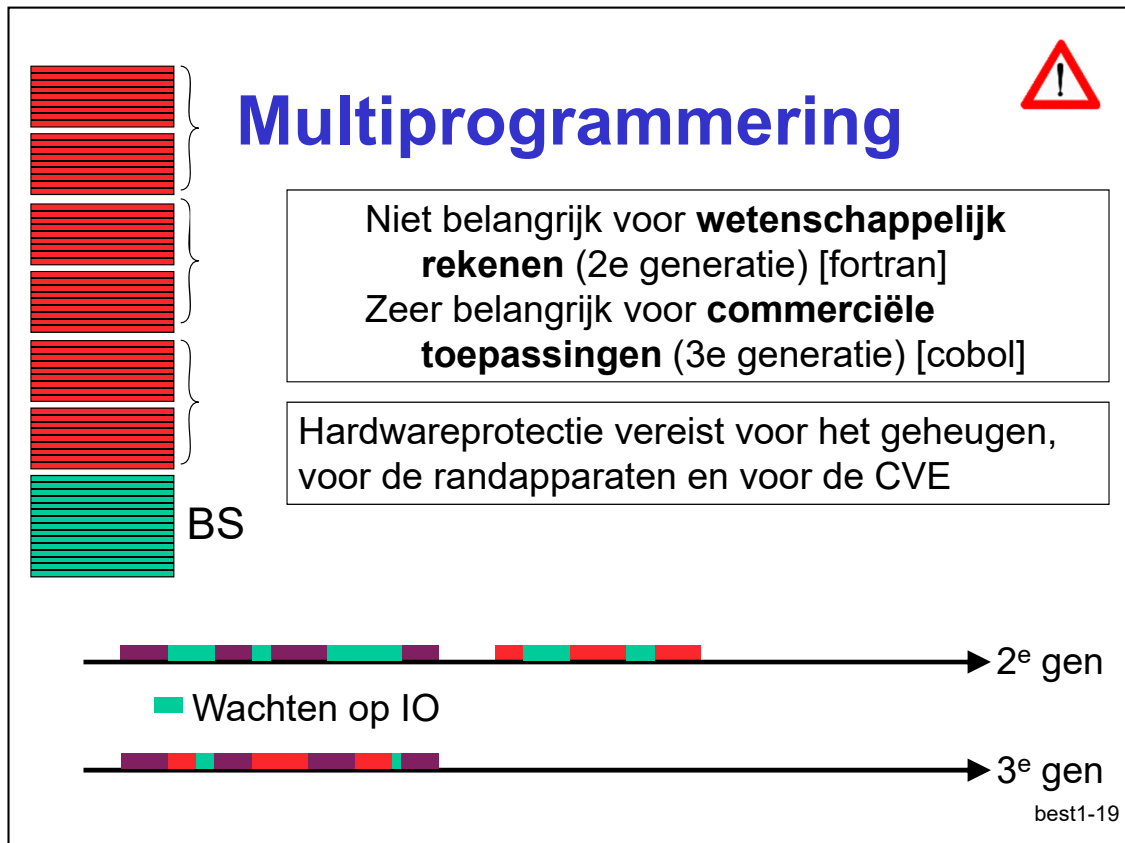 Multiprogrammering
Niet belangrijk voor wetenschappelijk
rekenen (2e generatie) [fortran]
Zeer belangrijk voor commerciële
toepassingen (3e generatie) [cobol]
Hardwareprotectie vereist voor het geheugen,
voor de randapparaten en voor de CVE
BS
2e gen
Wachten op IO
3e gen
best1-19